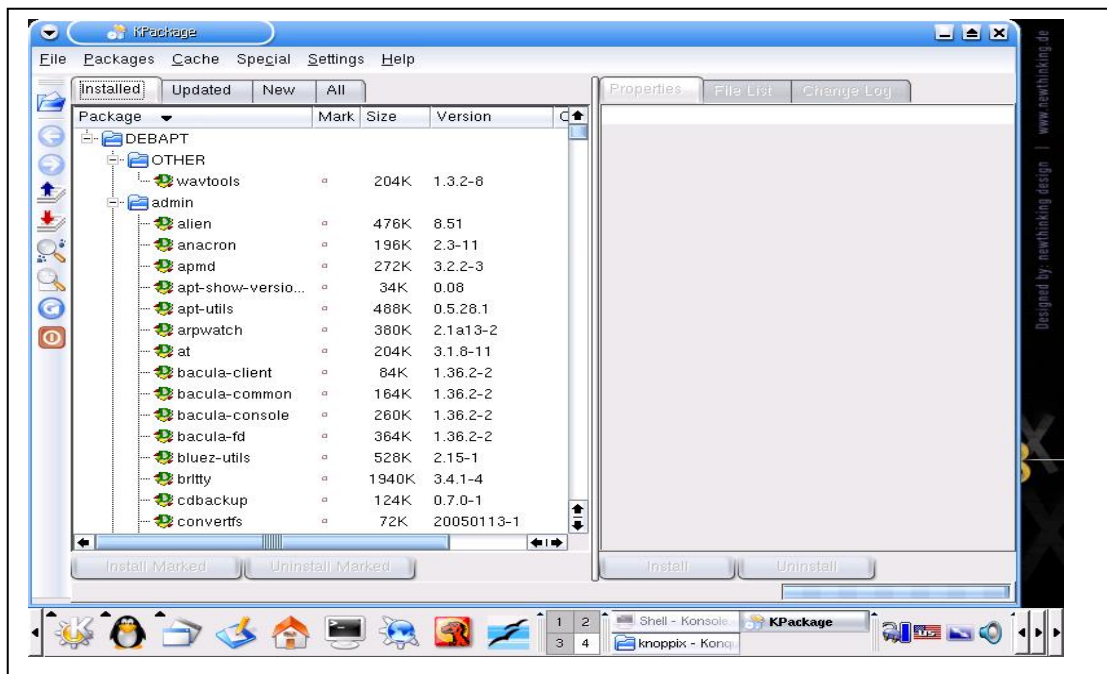 KPackage
File Packages Cache Special Settings Help
Installed Updated New All
Properties File List Change Log
Package Mark Size Version C
DEBAPT
OTHER
wavtools 204K 1.3.2-8
admin
alien 476K 8.51
anacron 196K 2.3-11
apmd 272K 3.2.2-3
apt-show-versio... 34K 0.08
apt-utils 488K 0.5.28.1
arpwatch 380K 2.1a13-2
at 204K 3.1.8-11
bacula-client 84K 1.36.2-2
bacula-common 164K 1.36.2-2
bacula-console 260K 1.36.2-2
bacula-fd 364K 1.36.2-2
bluez-utils 528K 2.15-1
brltty 1940K 3.4.1-4
cdbackup 124K 0.7.0-1
convertfs 72K 20050113-1
Install Marked Uninstall Marked
Install Uninstall
Designed by: newthinking design | www.newthinking.de
1 2
3 4
Shell - Konsole
KPackage
knoppix - Konqu